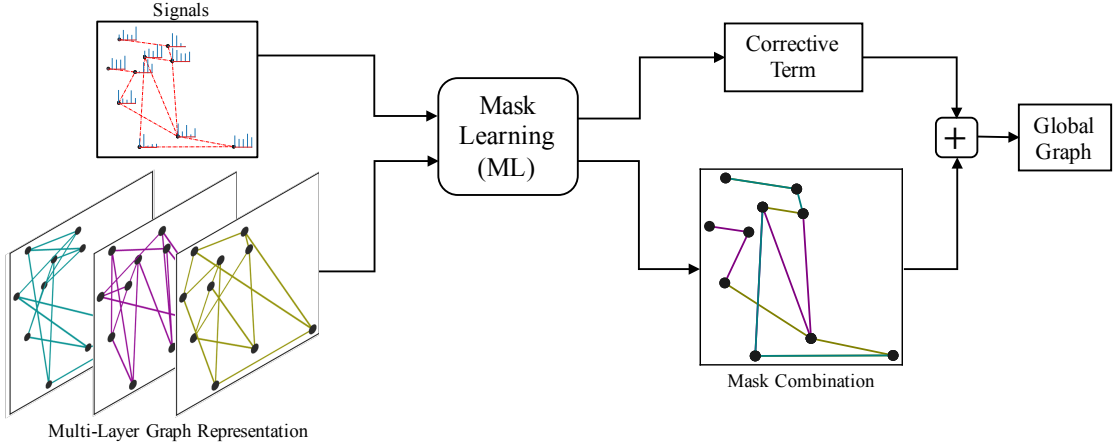 Signals
Mask
Learning
(ML)
Corrective
Term
+
Global
Graph
Mask Combination
Multi-Layer Graph Representation